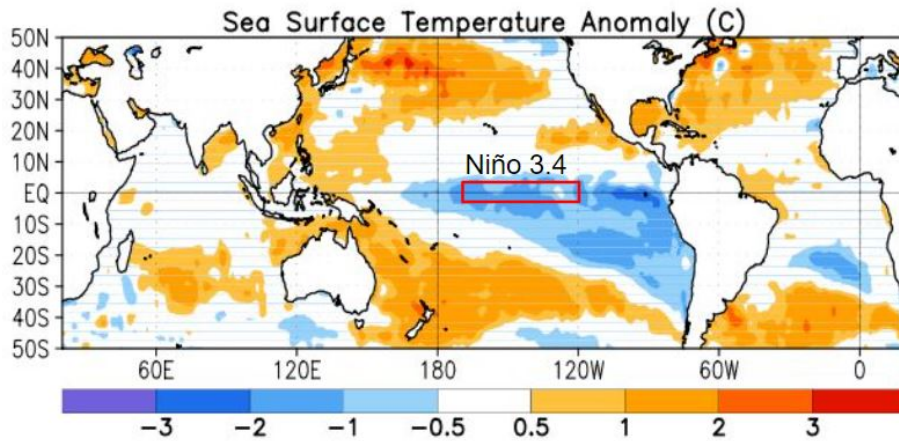 Sea Surface Temperature Anomaly (C)
50N
40N
30N
20N
10N
Niño 3.4
EQ
10S
20S
30S
40S
50S
60E 120E 180 120W 60W 0
−3 −2 −1 −0.5 0.5 1 2 3